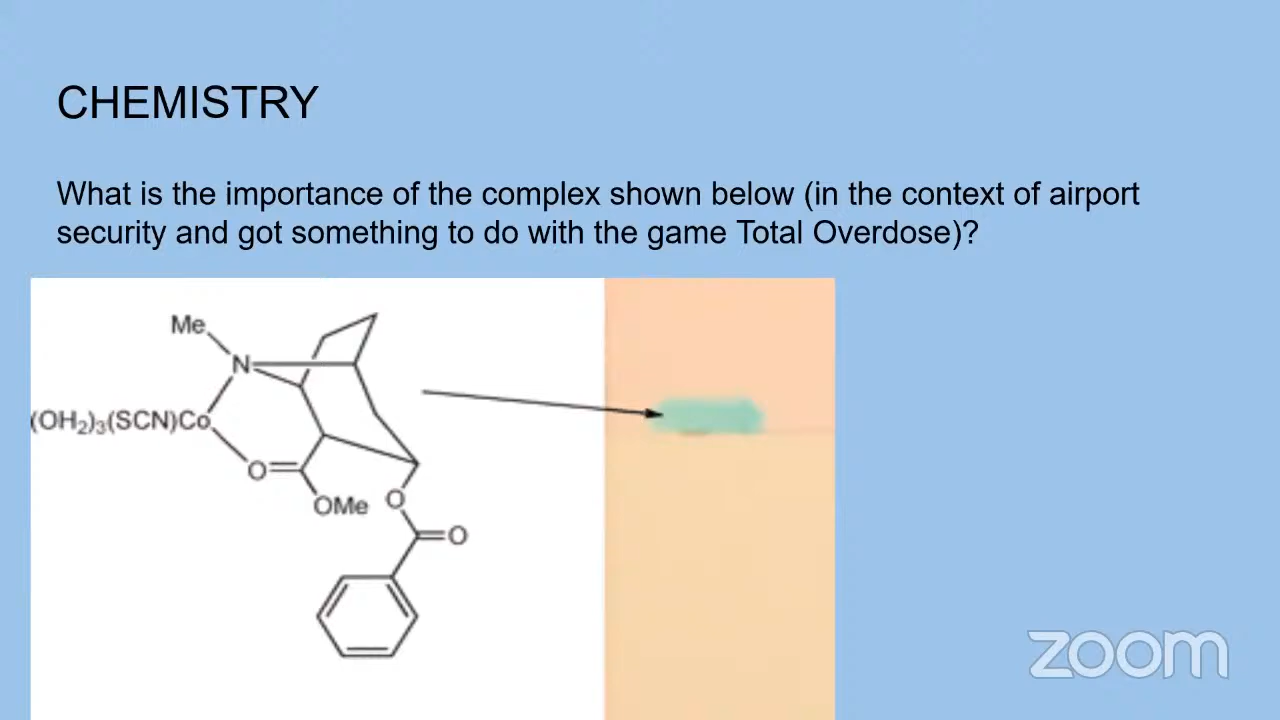 CHEMISTRY
What is the importance of the complex shown below (in the context of airport
security and got something to do with the game Total Overdose)?
Me
N
(OH₂)₃(SCN)Co
O
OMe
O
O
zoom